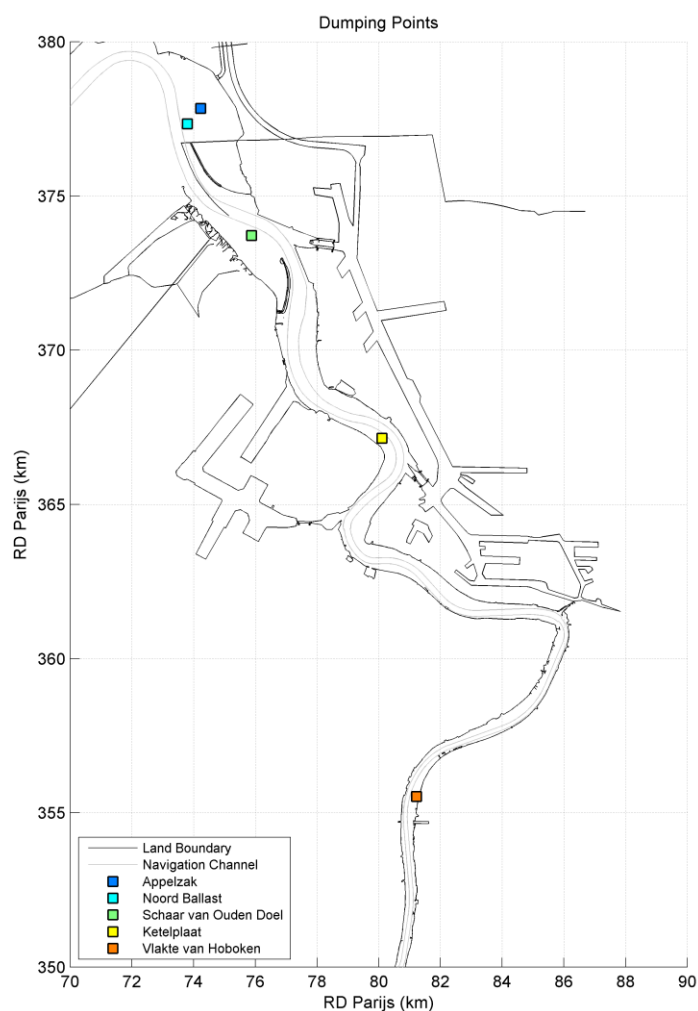 Dumping Points
380
375
370
365
360
355
350
RD Parijs (km)
Land Boundary
Navigation Channel
Appelzak
Noord Ballast
Schaar van Ouden Doel
Ketelplaat
Vlakte van Hoboken
70 72 74 76 78 80 82 84 86 88 90
RD Parijs (km)